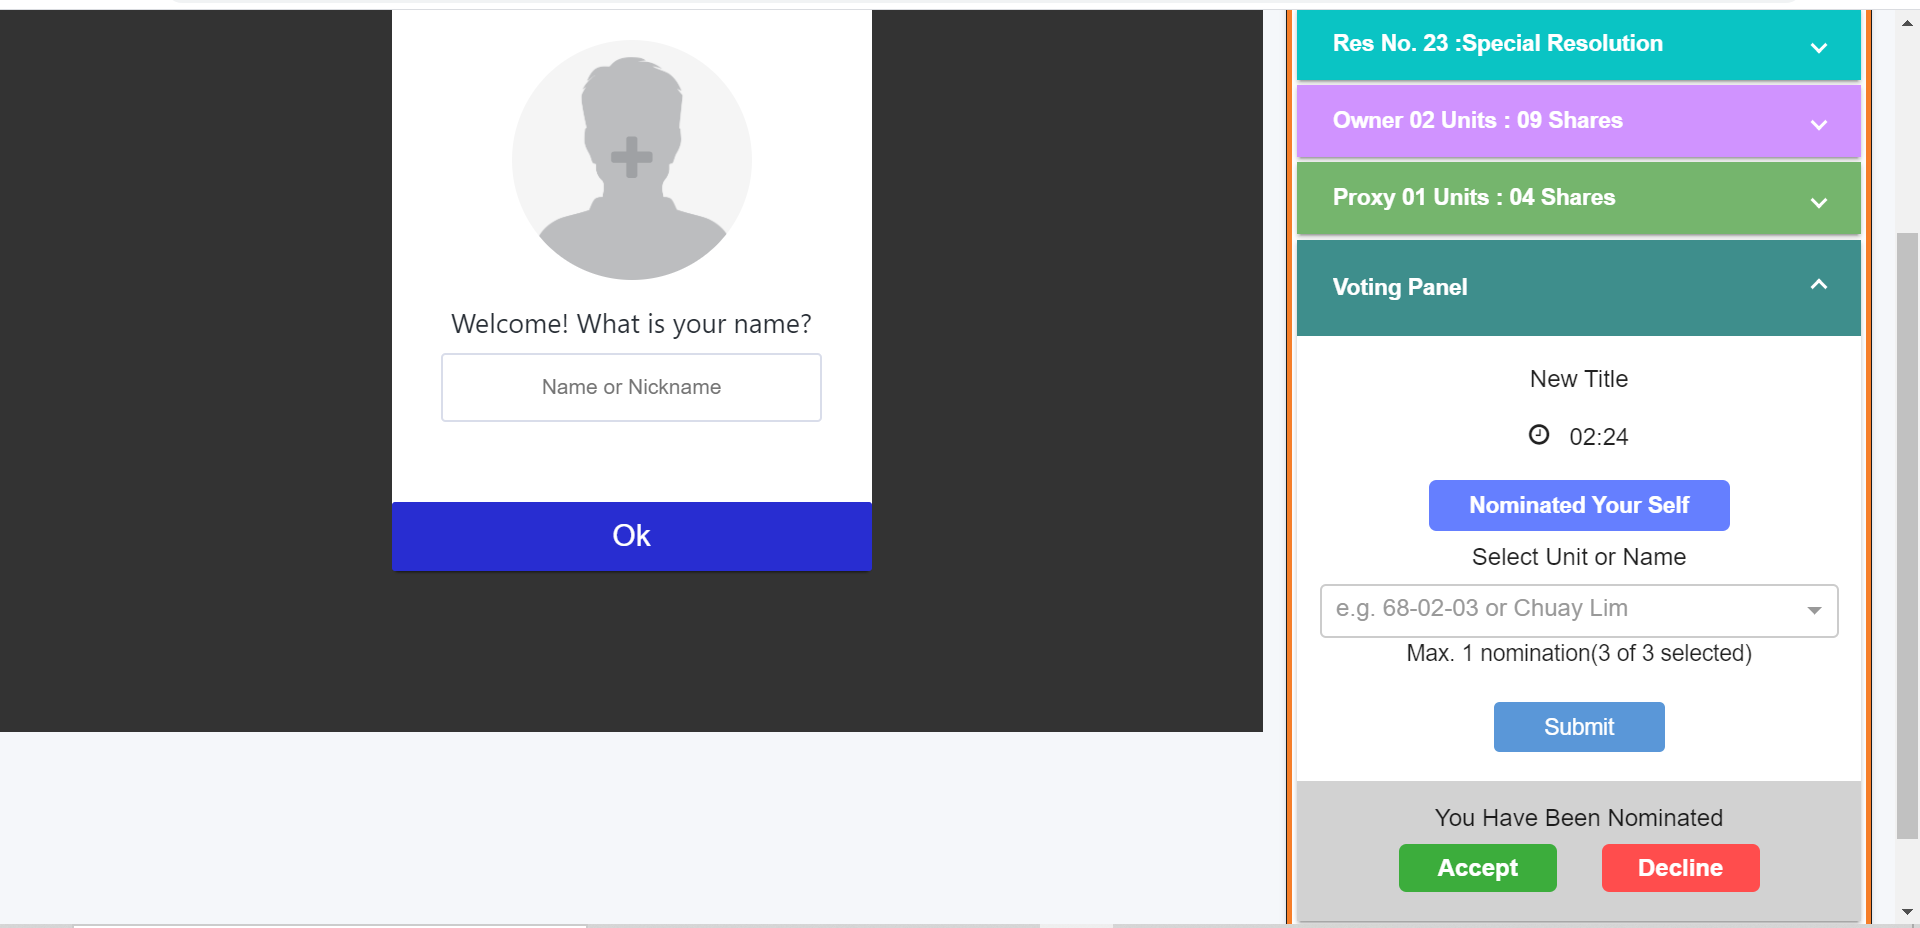 Welcome! What is your name?
Name or Nickname
Ok
Res No. 23 :Special Resolution
Owner 02 Units : 09 Shares
Proxy 01 Units : 04 Shares
Voting Panel
New Title
02:24
Nominated Your Self
Select Unit or Name
e.g. 68-02-03 or Chuay Lim
Max. 1 nomination(3 of 3 selected)
Submit
You Have Been Nominated
Accept Decline